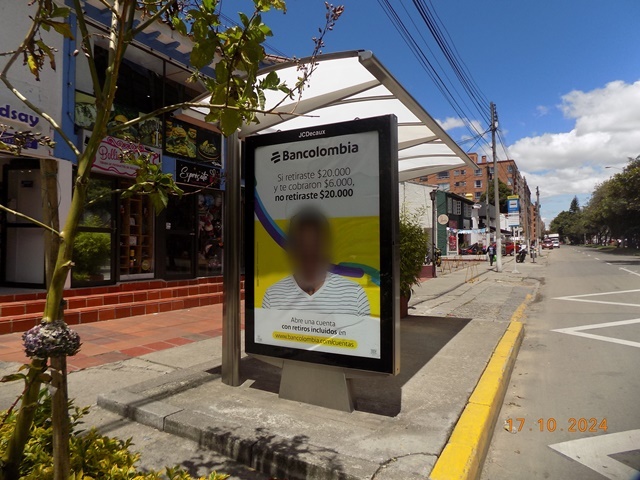 JCDecaux
Bancolombia
Si retiraste $20.000
y te cobraron $6.000,
no retiraste $20.000
Abre una cuenta
con retiros incluidos en
www.bancolombia.com/cuentas
dsay
17.10.2024